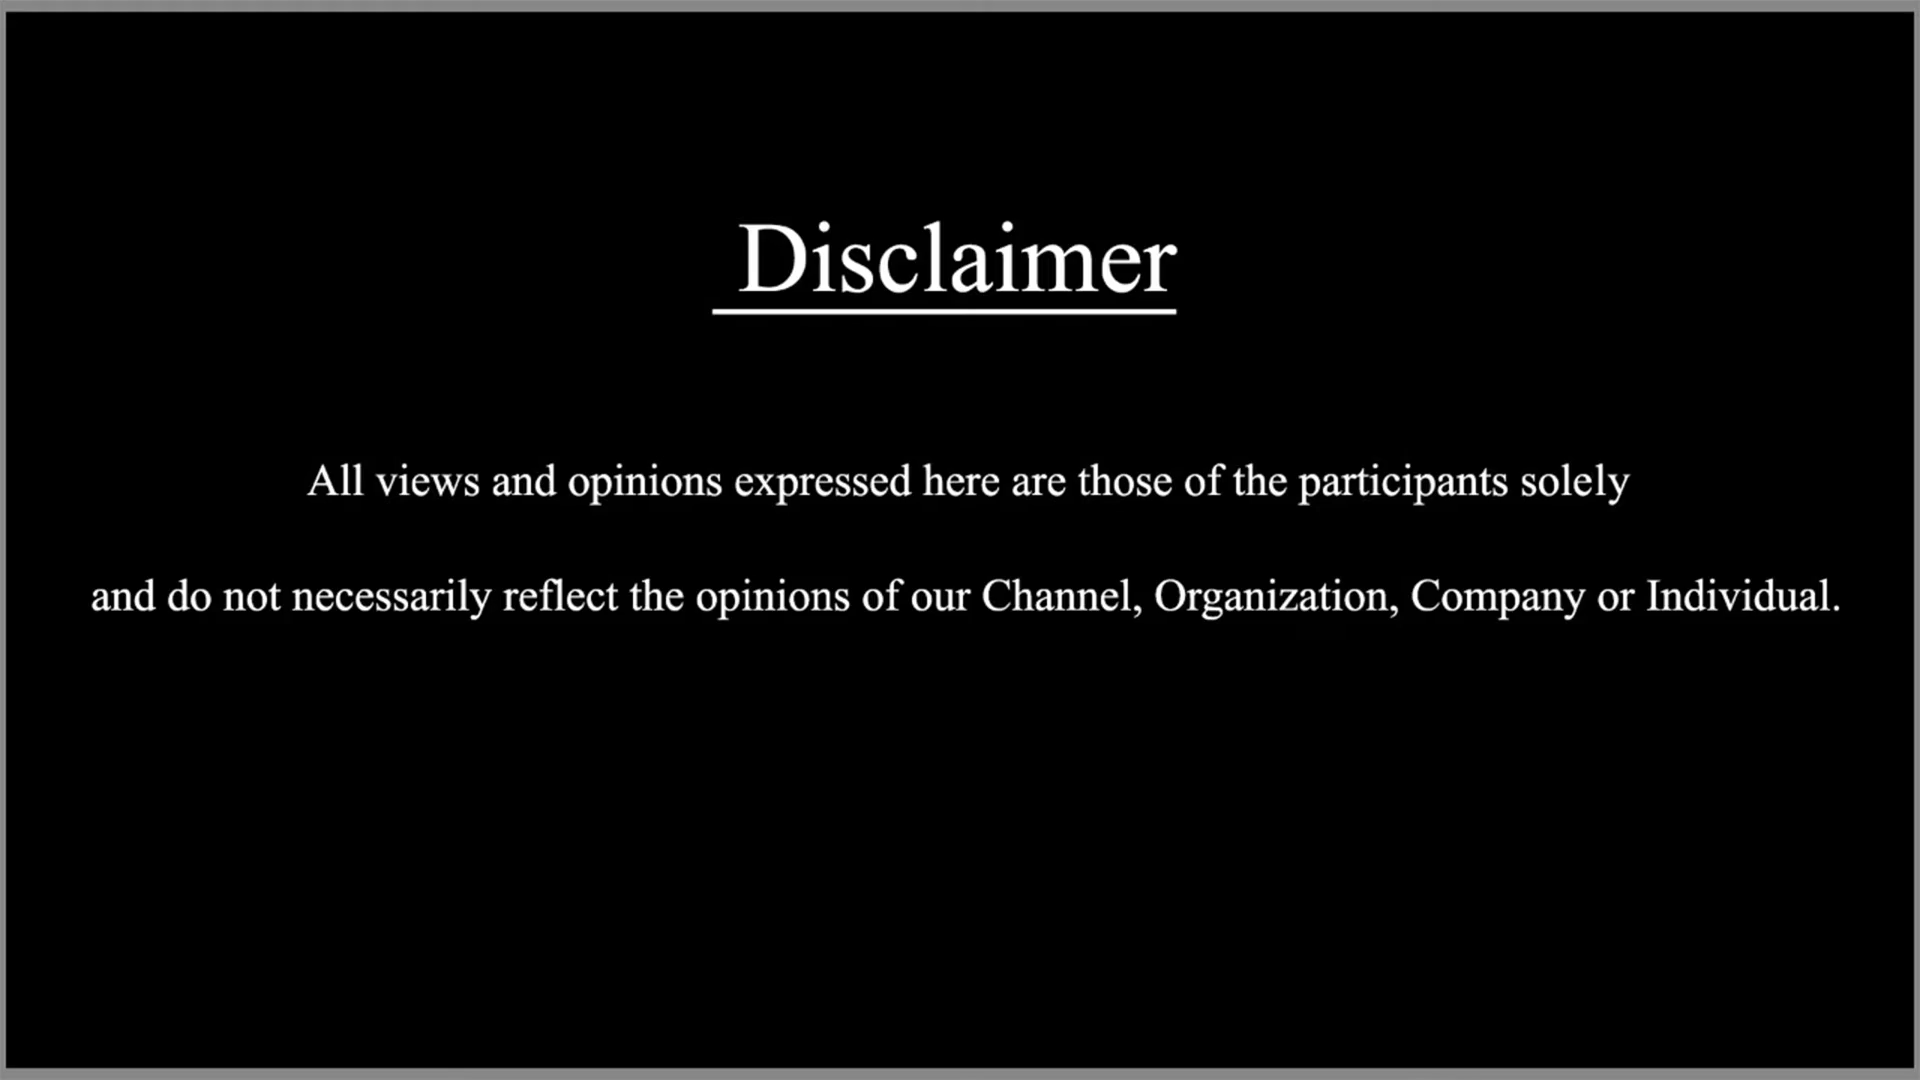 Disclaimer
All views and opinions expressed here are those of the participants solely
and do not necessarily reflect the opinions of our Channel, Organization, Company or Individual.